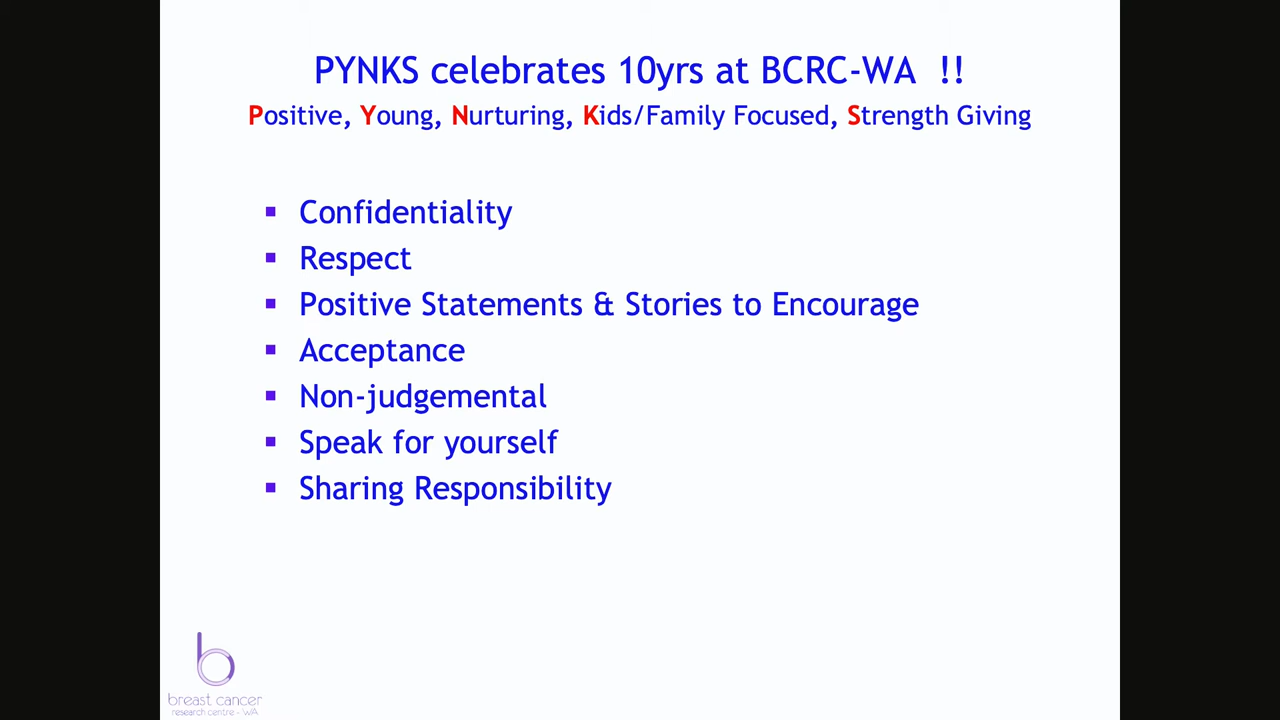 PYNKS celebrates 10yrs at BCRC-WA !!
Positive, Young, Nurturing, Kids/Family Focused, Strength Giving
▪ Confidentiality
▪ Respect
▪ Positive Statements & Stories to Encourage
▪ Acceptance
▪ Non-judgemental
▪ Speak for yourself
▪ Sharing Responsibility
b
breast cancer
research centre - WA